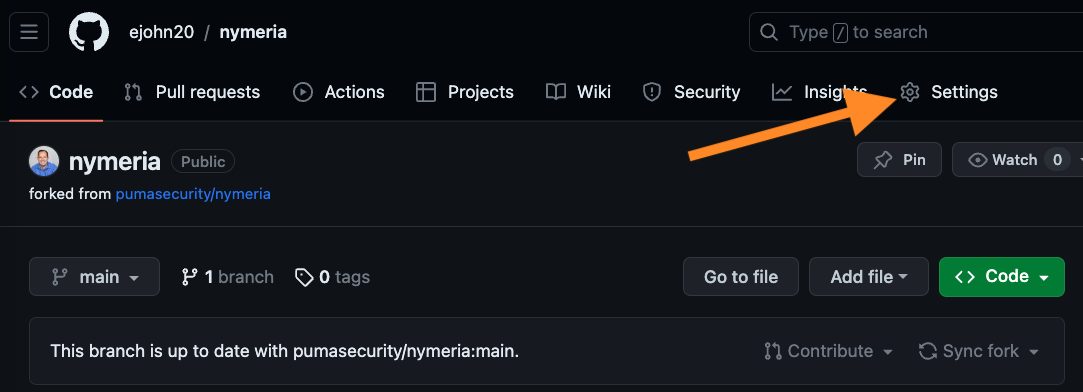 ejohn20 / nymeria
Type / to search
Code Pull requests Actions Projects Wiki Security Insights Settings
nymeria Public
Pin Watch 0
forked from pumasecurity/nymeria
main 1 branch 0 tags Go to file Add file Code
This branch is up to date with pumasecurity/nymeria:main. Contribute Sync fork